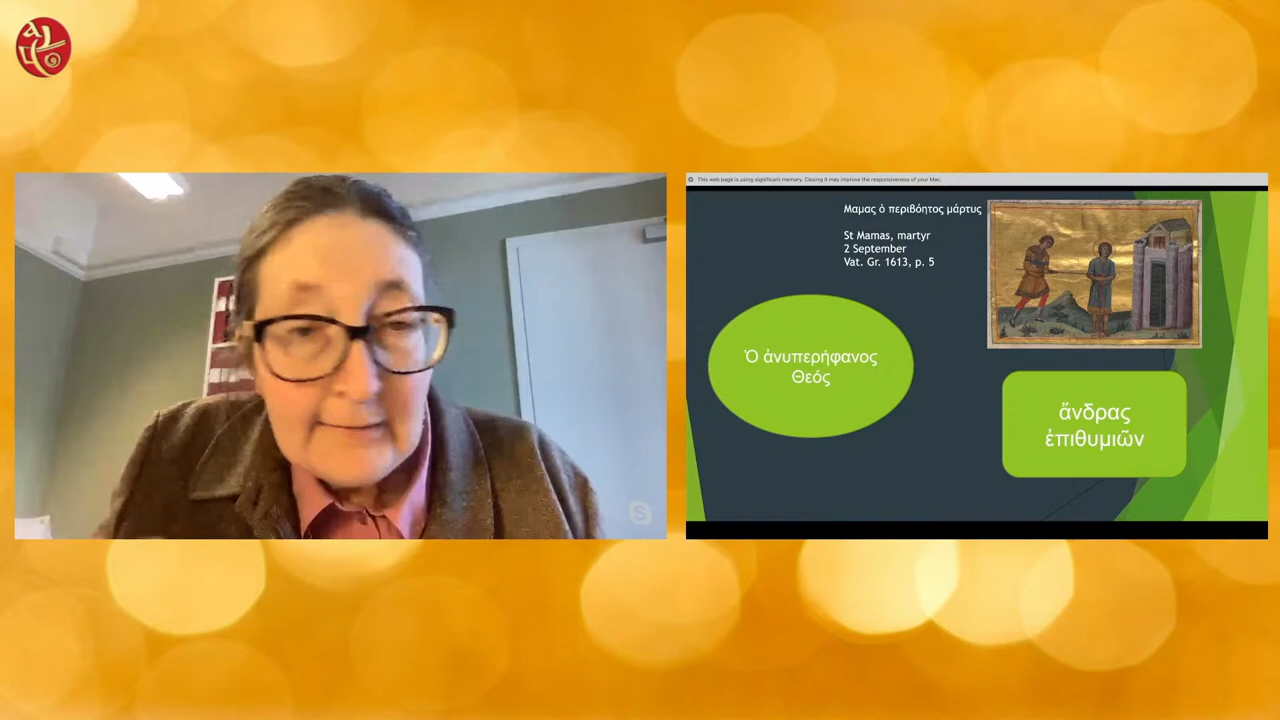 This web page is using significant memory. Closing it may improve the responsiveness of your Mac.
Μαμας ὁ περιβόητος μάρτυς
St Mamas, martyr
2 September
Vat. Gr. 1613, p. 5
Ὁ ἀνυπερήφανος
Θεός
ἄνδρας
ἐπιθυμιῶν